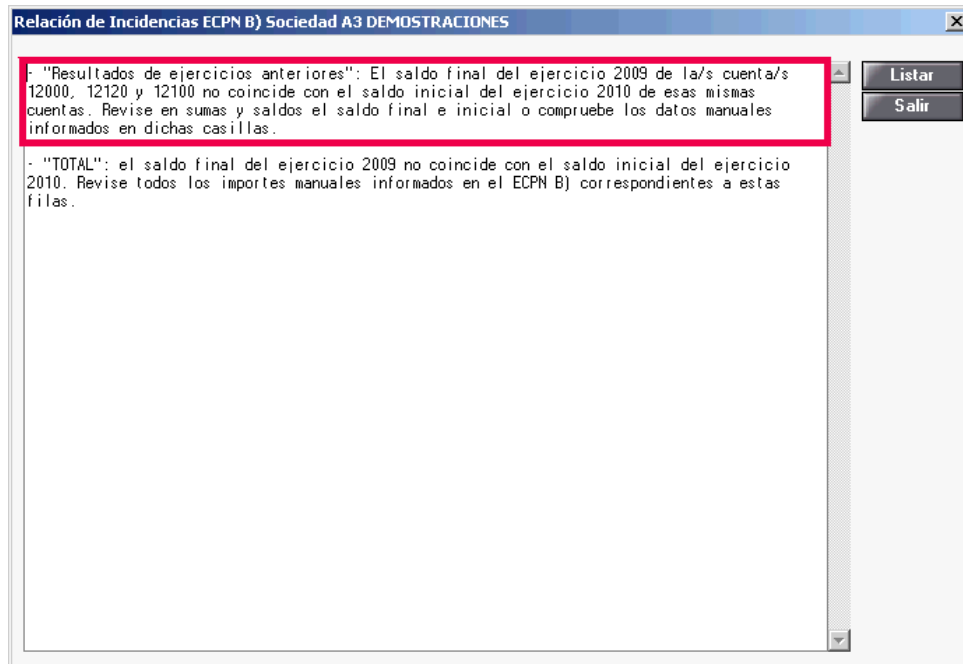 Relación de Incidencias ECPN B) Sociedad A3 DEMOSTRACIONES
- "Resultados de ejercicios anteriores": El saldo final del ejercicio 2009 de la/s cuenta/s
12000, 12120 y 12100 no coincide con el saldo inicial del ejercicio 2010 de esas mismas
cuentas. Revise en sumas y saldos el saldo final e inicial o compruebe los datos manuales
informados en dichas casillas.
- "TOTAL": el saldo final del ejercicio 2009 no coincide con el saldo inicial del ejercicio
2010. Revise todos los importes manuales informados en el ECPN B) correspondientes a estas
filas.
Listar
Salir